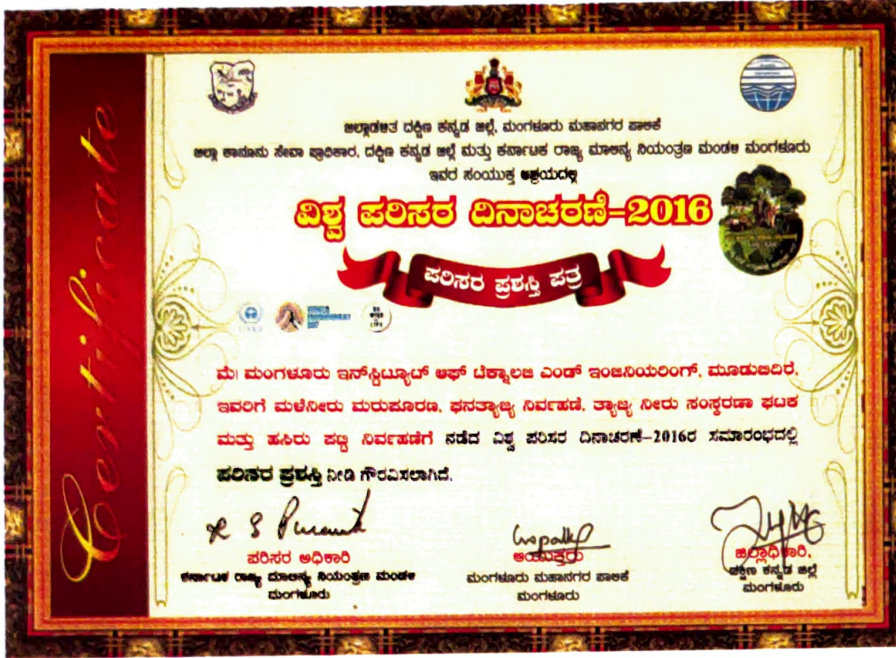 Certificate
ಜಿಲ್ಲಾಡಳಿತ ದಕ್ಷಿಣ ಕನ್ನಡ ಜಿಲ್ಲೆ, ಮಂಗಳೂರು ಮಹಾನಗರ ಪಾಲಿಕೆ
ಜಿಲ್ಲಾ ಕಾನೂನು ಸೇವಾ ಪ್ರಾಧಿಕಾರ, ದಕ್ಷಿಣ ಕನ್ನಡ ಜಿಲ್ಲೆ ಮತ್ತು ಕರ್ನಾಟಕ ರಾಜ್ಯ ಮಾಲಿನ್ಯ ನಿಯಂತ್ರಣ ಮಂಡಳಿ ಮಂಗಳೂರು
ಇವರ ಸಂಯುಕ್ತ ಆಶ್ರಯದಲ್ಲಿ
ವಿಶ್ವ ಪರಿಸರ ದಿನಾಚರಣೆ-2016
ಪರಿಸರ ಪ್ರಶಸ್ತಿ ಪತ್ರ
ಮೆ| ಮಂಗಳೂರು ಇನ್‌ಸ್ಟಿಟ್ಯೂಟ್ ಆಫ್ ಟೆಕ್ನಾಲಜಿ ಎಂಡ್ ಇಂಜಿನಿಯರಿಂಗ್, ಮೂಡುಬಿದಿರೆ,
ಇವರಿಗೆ ಮಳೆನೀರು ಮರುಪೂರಣ, ಘನತ್ಯಾಜ್ಯ ನಿರ್ವಹಣೆ, ತ್ಯಾಜ್ಯ ನೀರು ಸಂಸ್ಕರಣಾ ಘಟಕ
ಮತ್ತು ಹಸಿರು ಪಟ್ಟಿ ನಿರ್ವಹಣೆಗೆ ನಡೆದ ವಿಶ್ವ ಪರಿಸರ ದಿನಾಚರಣೆ-2016ರ ಸಮಾರಂಭದಲ್ಲಿ
ಪರಿಸರ ಪ್ರಶಸ್ತಿ ನೀಡಿ ಗೌರವಿಸಲಾಗಿದೆ.
ಪರಿಸರ ಅಧಿಕಾರಿ
ಕರ್ನಾಟಕ ರಾಜ್ಯ ಮಾಲಿನ್ಯ ನಿಯಂತ್ರಣ ಮಂಡಳಿ
ಮಂಗಳೂರು
ಆಯುಕ್ತರು
ಮಂಗಳೂರು ಮಹಾನಗರ ಪಾಲಿಕೆ
ಮಂಗಳೂರು
ಜಿಲ್ಲಾಧಿಕಾರಿ,
ದಕ್ಷಿಣ ಕನ್ನಡ ಜಿಲ್ಲೆ
ಮಂಗಳೂರು